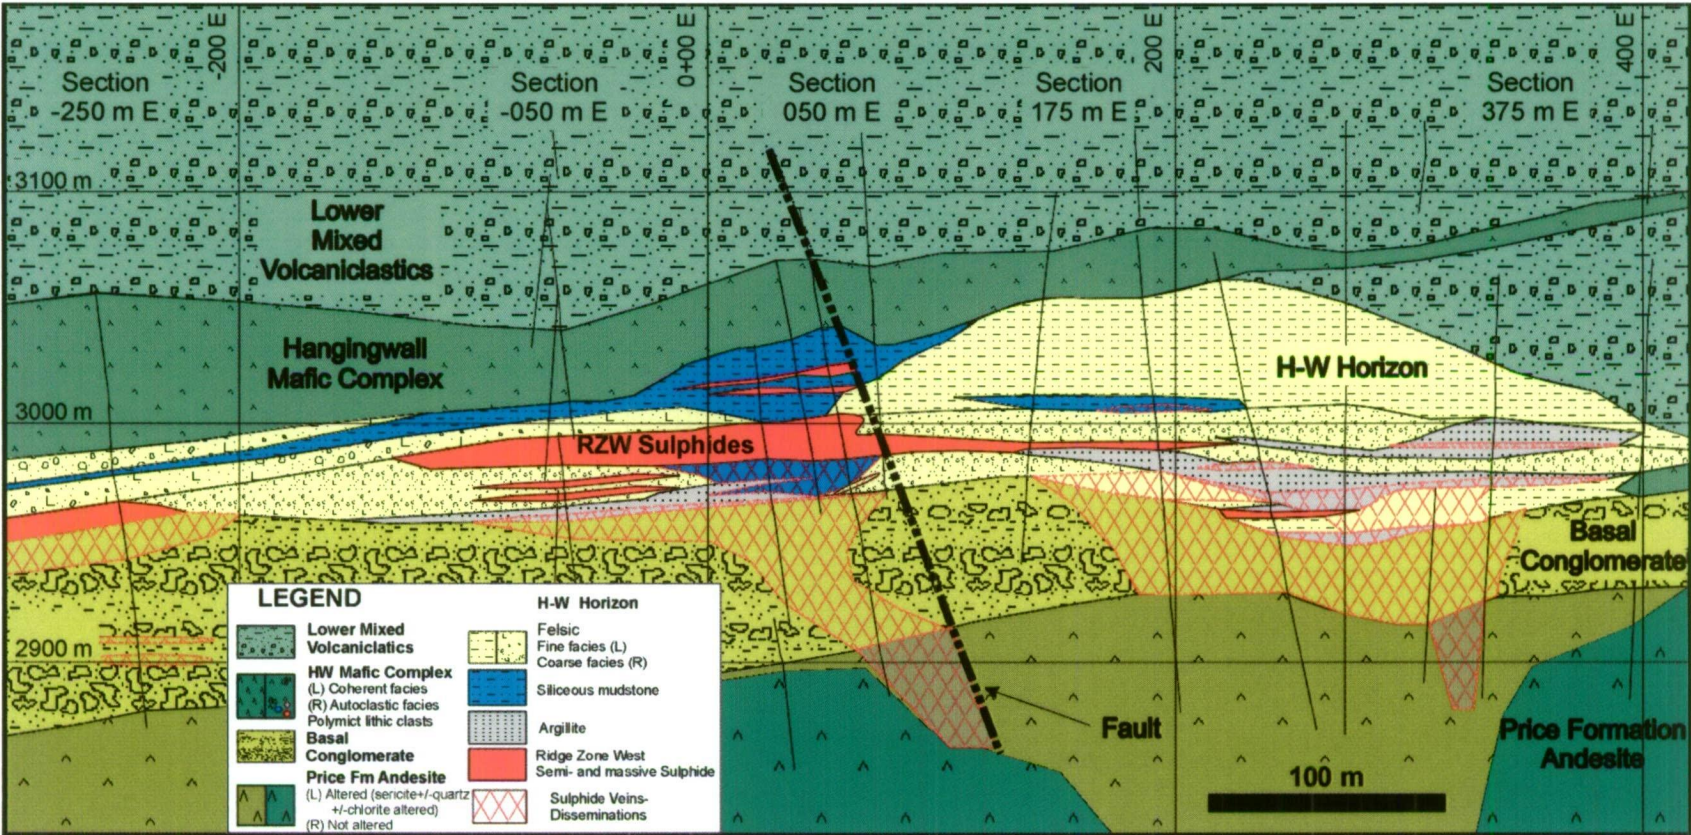 -200 E
0+00 E
200 E
400 E
Section
-250 m E
Section
-050 m E
Section
050 m E
Section
175 m E
Section
375 m E
3100 m
Lower
Mixed
Volcaniclastics
Hangingwall
Mafic Complex
H-W Horizon
3000 m
RZW Sulphides
Basal
Conglomerate
2900 m
Fault
Price Formation
Andesite
100 m
LEGEND
Lower Mixed
Volcaniclatics
HW Mafic Complex
(L) Coherent facies
(R) Autoclastic facies
Polymict lithic clasts
Basal
Conglomerate
Price Fm Andesite
(L) Altered (sericite+/-quartz
+/-chlorite altered)
(R) Not altered
H-W Horizon
Felsic
Fine facies (L)
Coarse facies (R)
Siliceous mudstone
Argillite
Ridge Zone West
Semi- and massive Sulphide
Sulphide Veins-
Disseminations